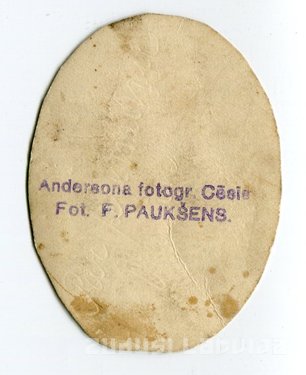 Andersona fotogr. Cēsis
Fot. F. PAUKŠENS.